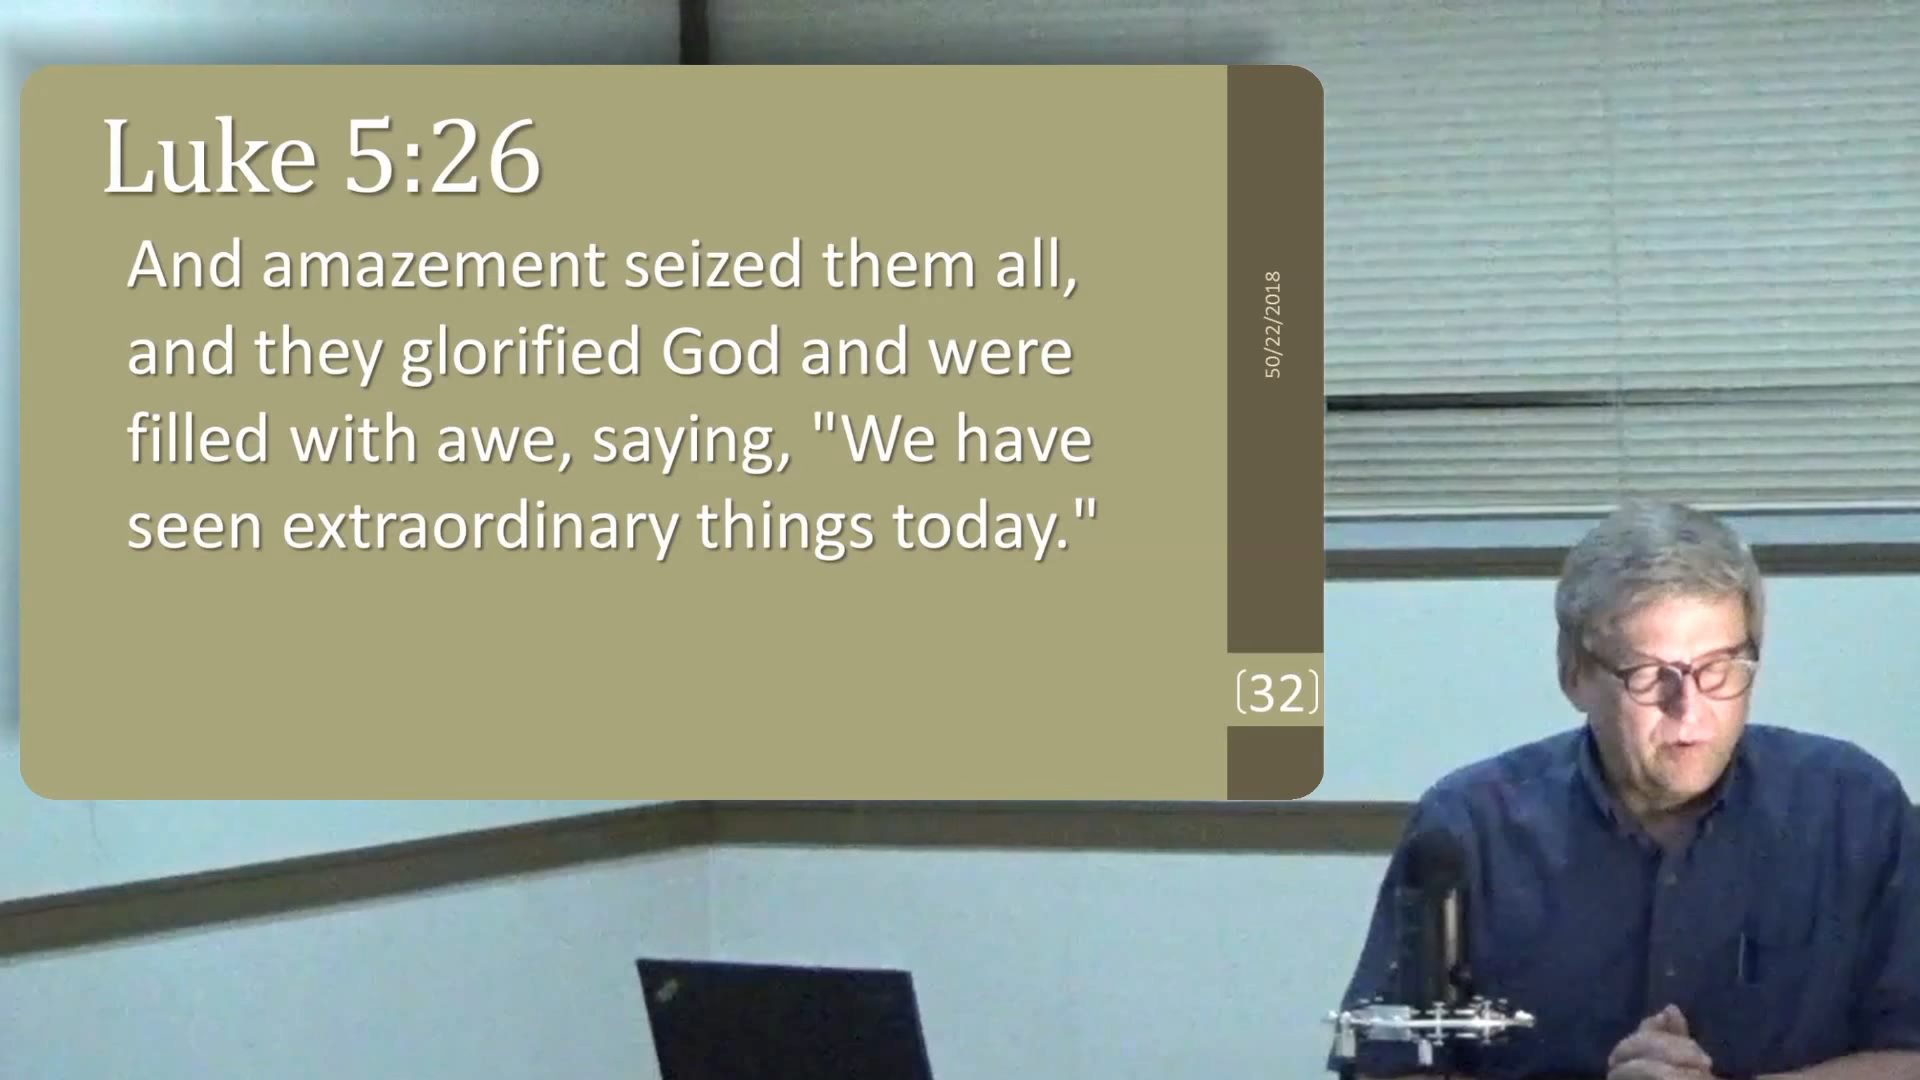 Luke 5:26
And amazement seized them all,
and they glorified God and were
filled with awe, saying, "We have
seen extraordinary things today."
50/22/2018
(32)